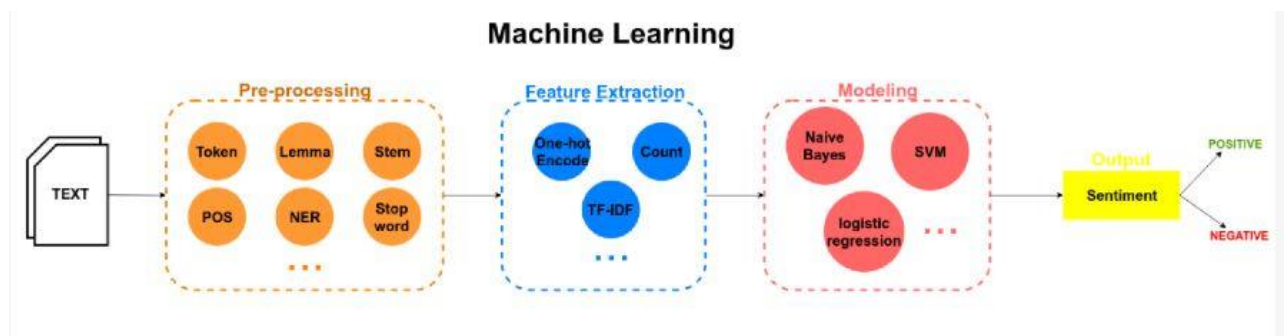 Machine Learning
Pre-processing
Feature Extraction
Modeling
TEXT
Token
Lemma
Stem
POS
NER
Stop
word
...
One-hot
Encode
Count
TF-IDF
...
Naive
Bayes
SVM
logistic
regression
...
Output
Sentiment
POSITIVE
NEGATIVE